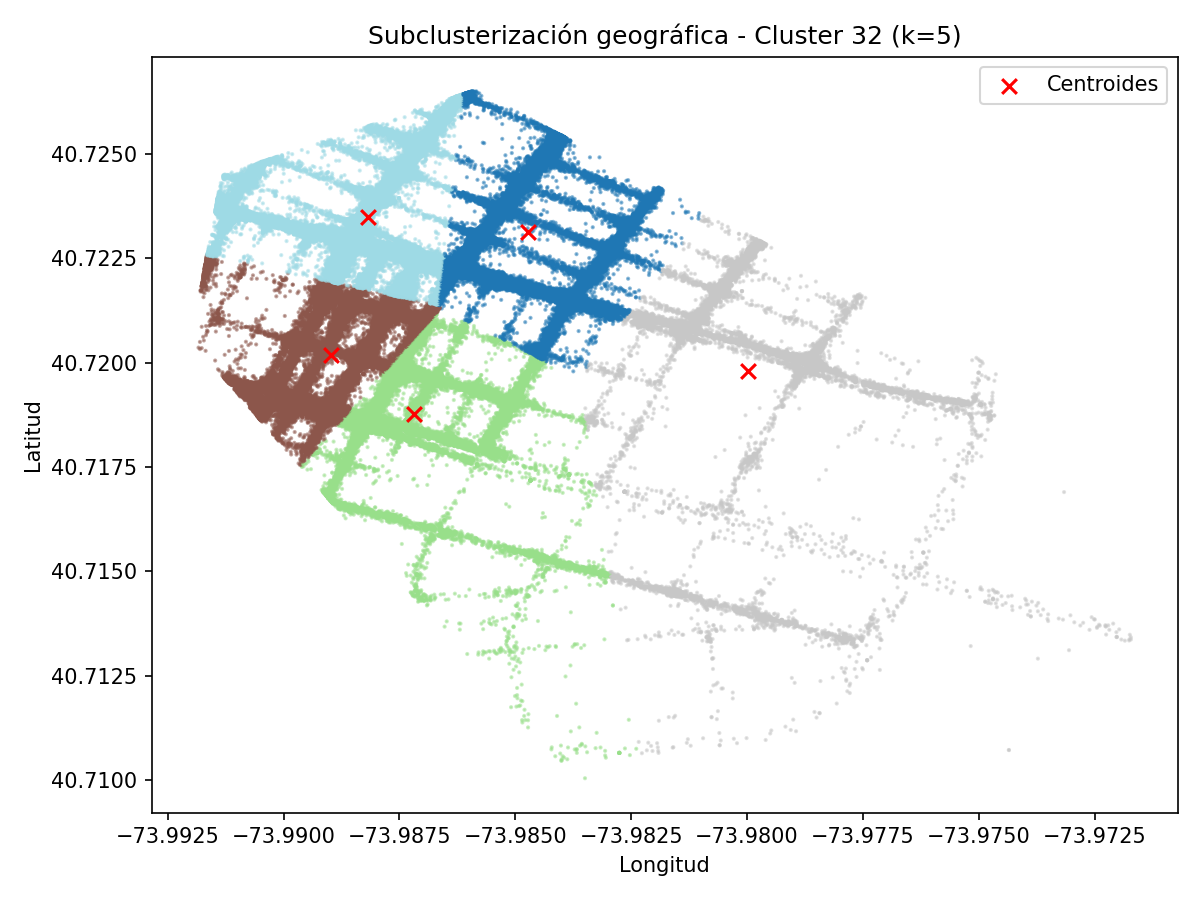 Subclusterización geográfica - Cluster 32 (k=5)
Centroides
40.7250
40.7225
40.7200
40.7175
40.7150
40.7125
40.7100
Latitud
−73.9925 −73.9900 −73.9875 −73.9850 −73.9825 −73.9800 −73.9775 −73.9750 −73.9725
Longitud